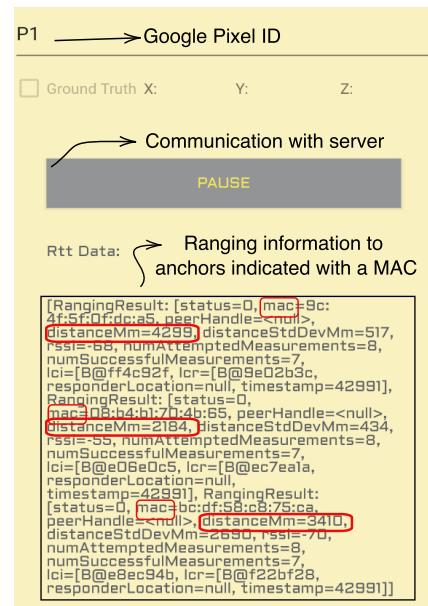 P1 Google Pixel ID
Ground Truth X: Y: Z:
Communication with server
PAUSE
Rtt Data: Ranging information to
anchors indicated with a MAC
[RangingResult: [status=0, mac=9c:
4f:5f:0f:dc:a5, peerHandle=<null>,
distanceMm=4299, distanceStdDevMm=517,
rssi=-68, numAttemptedMeasurements=8,
numSuccessfulMeasurements=7,
lci=[B@ff4c92f, lcr=[B@9e02b3c,
responderLocation=null, timestamp=42991],
RangingResult: [status=0,
mac=08:b4:b1:70:4b:65, peerHandle=<null>,
distanceMm=2184, distanceStdDevMm=434,
rssi=-55, numAttemptedMeasurements=8,
numSuccessfulMeasurements=7,
lci=[B@e06e0c5, lcr=[B@ec7ea1a,
responderLocation=null,
timestamp=42991], RangingResult:
[status=0, mac=bc:df:58:c8:75:ca,
peerHandle=<null>, distanceMm=3410,
distanceStdDevMm=2690, rssi=-70,
numAttemptedMeasurements=8,
numSuccessfulMeasurements=7,
lci=[B@e8ec94b, lcr=[B@f22bf28,
responderLocation=null, timestamp=42991]]